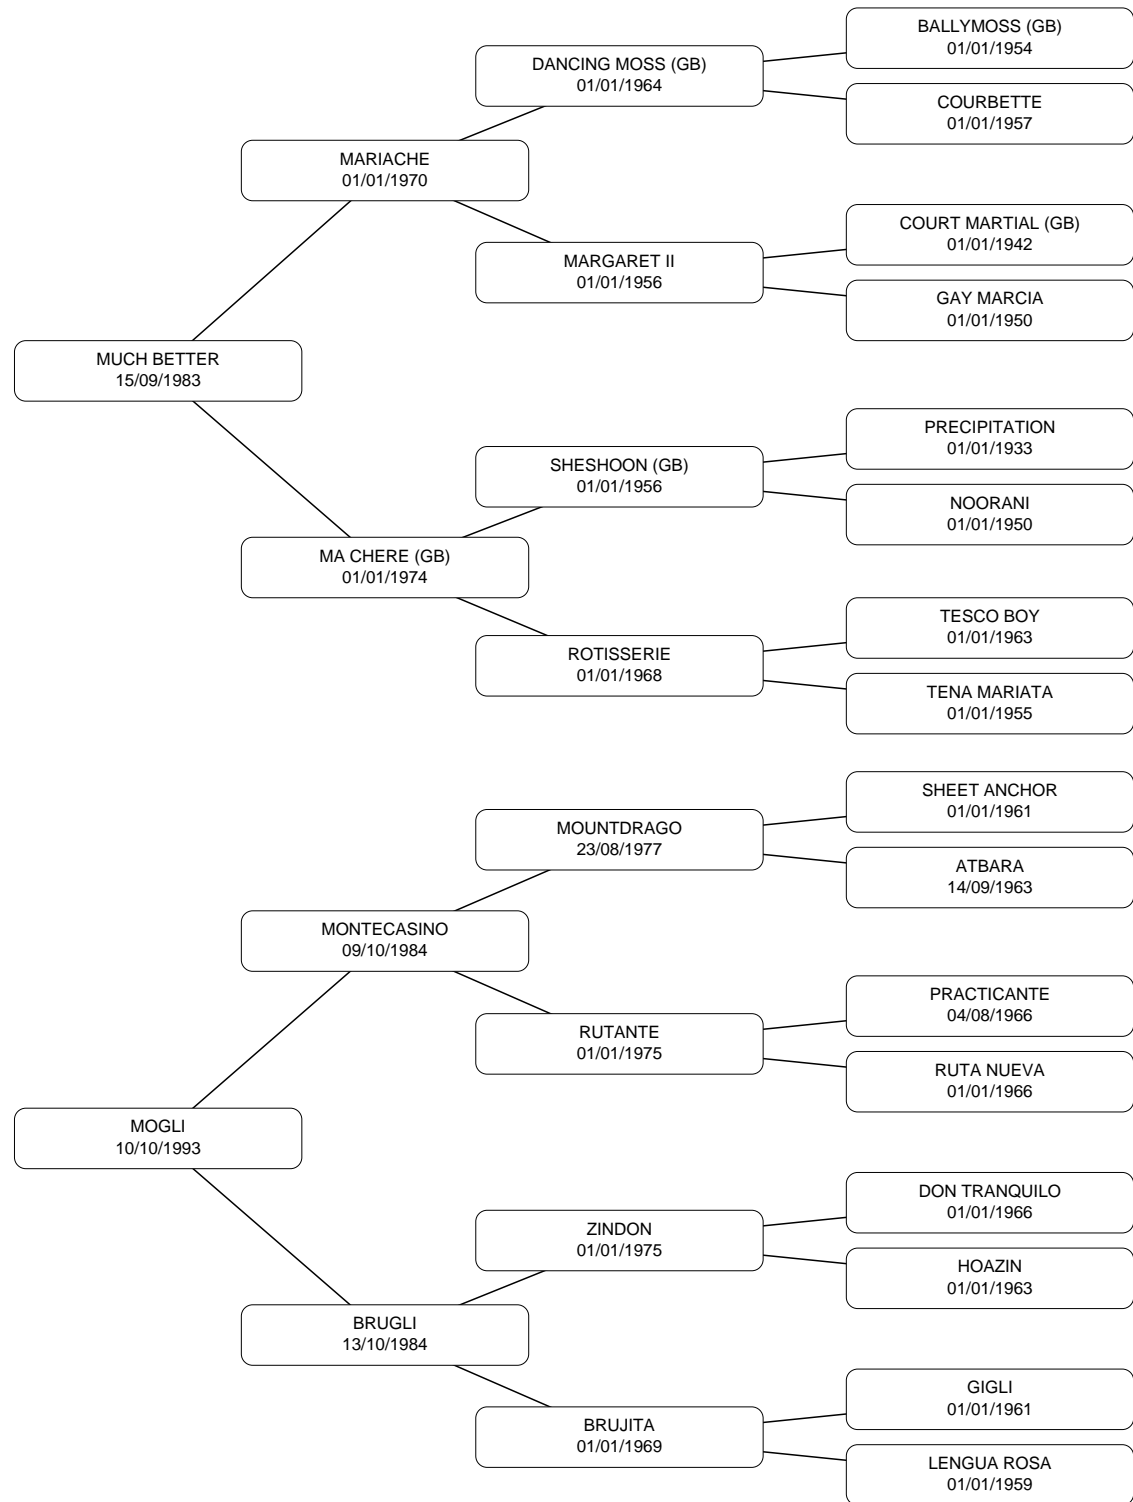 BALLYMOSS (GB)
01/01/1954
DANCING MOSS (GB)
01/01/1964
COURBETTE
01/01/1957
MARIACHE
01/01/1970
COURT MARTIAL (GB)
01/01/1942
MARGARET II
01/01/1956
GAY MARCIA
01/01/1950
MUCH BETTER
15/09/1983
PRECIPITATION
01/01/1933
SHESHOON (GB)
01/01/1956
NOORANI
01/01/1950
MA CHERE (GB)
01/01/1974
TESCO BOY
01/01/1963
ROTISSERIE
01/01/1968
TENA MARIATA
01/01/1955
SHEET ANCHOR
01/01/1961
MOUNTDRAGO
23/08/1977
ATBARA
14/09/1963
MONTECASINO
09/10/1984
PRACTICANTE
04/08/1966
RUTANTE
01/01/1975
RUTA NUEVA
01/01/1966
MOGLI
10/10/1993
DON TRANQUILO
01/01/1966
ZINDON
01/01/1975
HOAZIN
01/01/1963
BRUGLI
13/10/1984
GIGLI
01/01/1961
BRUJITA
01/01/1969
LENGUA ROSA
01/01/1959